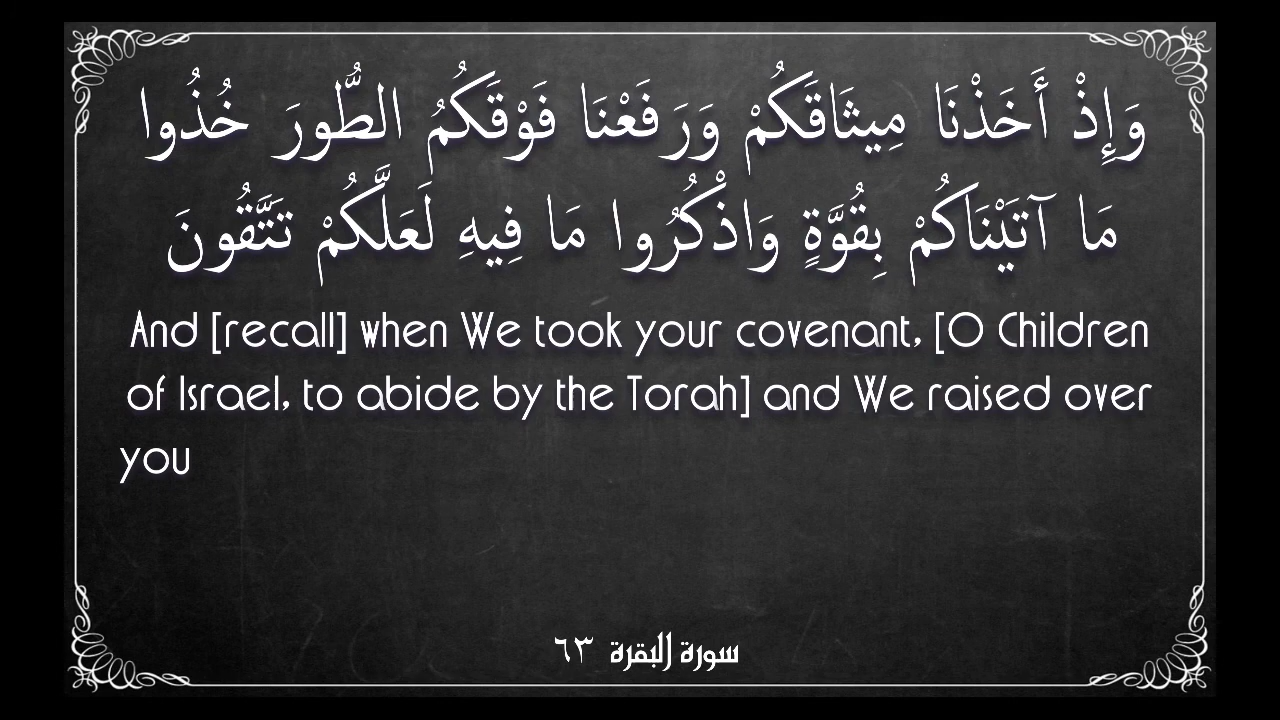 وَإِذْ أَخَذْنَا مِيثَاقَكُمْ وَرَفَعْنَا فَوْقَكُمُ الطُّورَ خُذُوا
مَا آتَيْنَاكُمْ بِقُوَّةٍ وَاذْكُرُوا مَا فِيهِ لَعَلَّكُمْ تَتَّقُونَ
And [recall] when We took your covenant, [O Children
of Israel, to abide by the Torah] and We raised over
you
سورة البقرة ٦٣